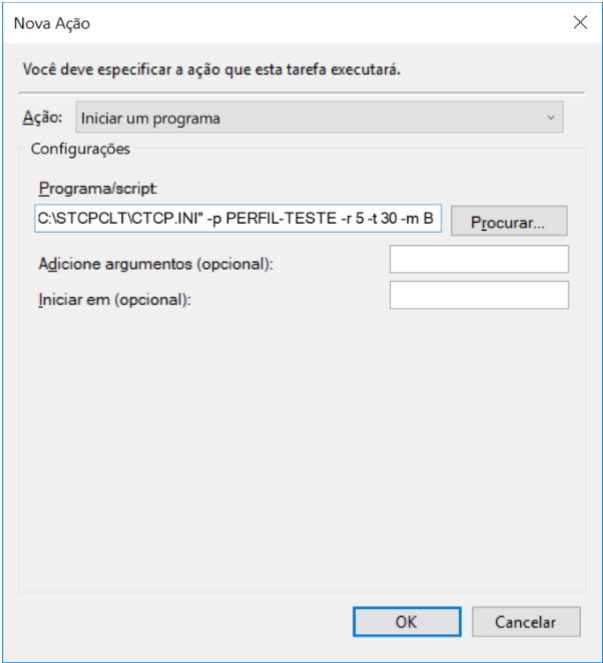 Nova Ação
Você deve especificar a ação que esta tarefa executará.
Ação: Iniciar um programa
Configurações
Programa/script:
C:\STCPCLT\CTCP.INI" -p PERFIL-TESTE -r 5 -t 30 -m B
Procurar...
Adicione argumentos (opcional):
Iniciar em (opcional):
OK
Cancelar